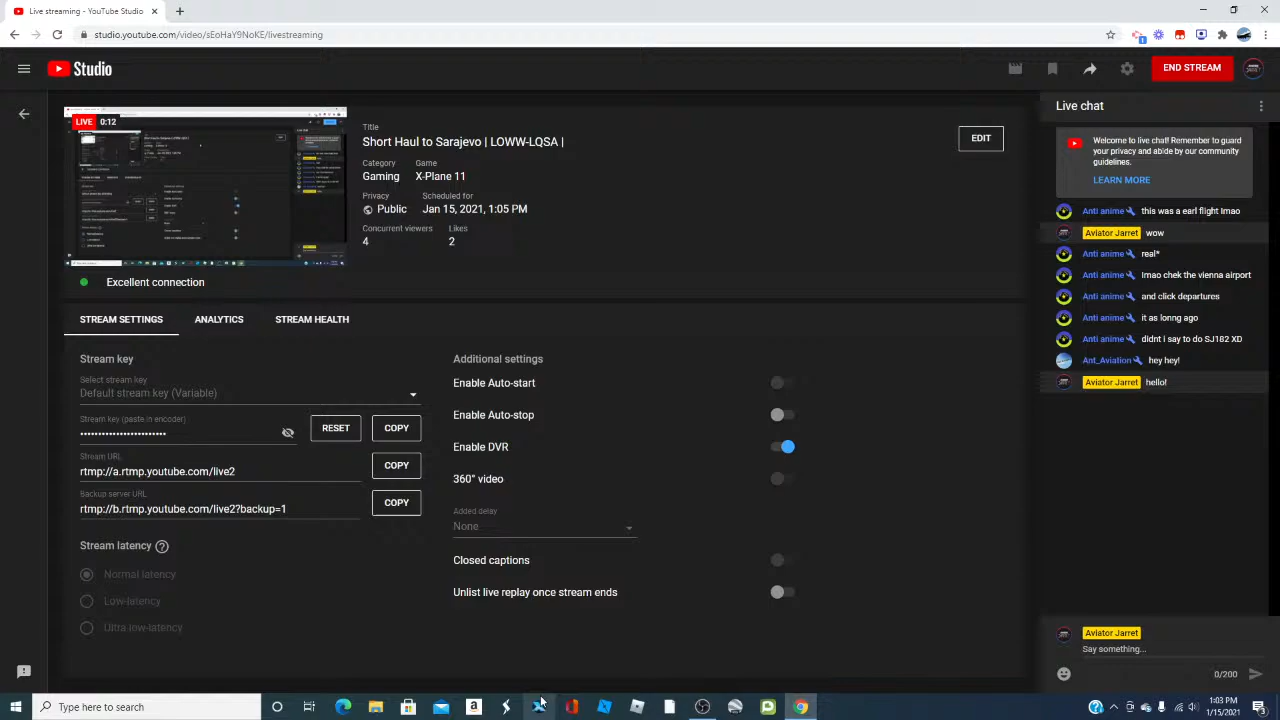 Live streaming - YouTube Studio
studio.youtube.com/video/sEoHaY9NoKE/livestreaming
Studio
END STREAM
LIVE 0:12
Title
Short Haul to Sarajevo | LOWW-LQSA |
EDIT
Category Game
Gaming X-Plane 11
Privacy Scheduled for
Public Jan 15, 2021, 1:05 PM
Concurrent viewers Likes
4 2
Excellent connection
STREAM SETTINGS ANALYTICS STREAM HEALTH
Stream key
Select stream key
Default stream key (Variable)
Stream key (paste in encoder)
RESET COPY
Stream URL
rtmp://a.rtmp.youtube.com/live2
COPY
Backup server URL
rtmp://b.rtmp.youtube.com/live2?backup=1
COPY
Stream latency
Normal latency
Low-latency
Ultra low-latency
Additional settings
Enable Auto-start
Enable Auto-stop
Enable DVR
360° video
Added delay
None
Closed captions
Unlist live replay once stream ends
Live chat
Welcome to live chat! Remember to guard
your privacy and abide by our community
guidelines.
LEARN MORE
Anti anime this was a earl flight lmao
Aviator Jarret wow
Anti anime real*
Anti anime lmao chek the vienna airport
Anti anime and click departures
Anti anime it as lonng ago
Anti anime didnt i say to do SJ182 XD
Ant_Aviation hey hey!
Aviator Jarret hello!
Aviator Jarret
Say something...
0/200
Type here to search
1:03 PM
1/15/2021